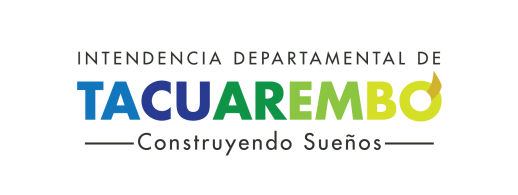 INTENDENCIA DEPARTAMENTAL DE
TACUAREMBÓ
Construyendo Sueños